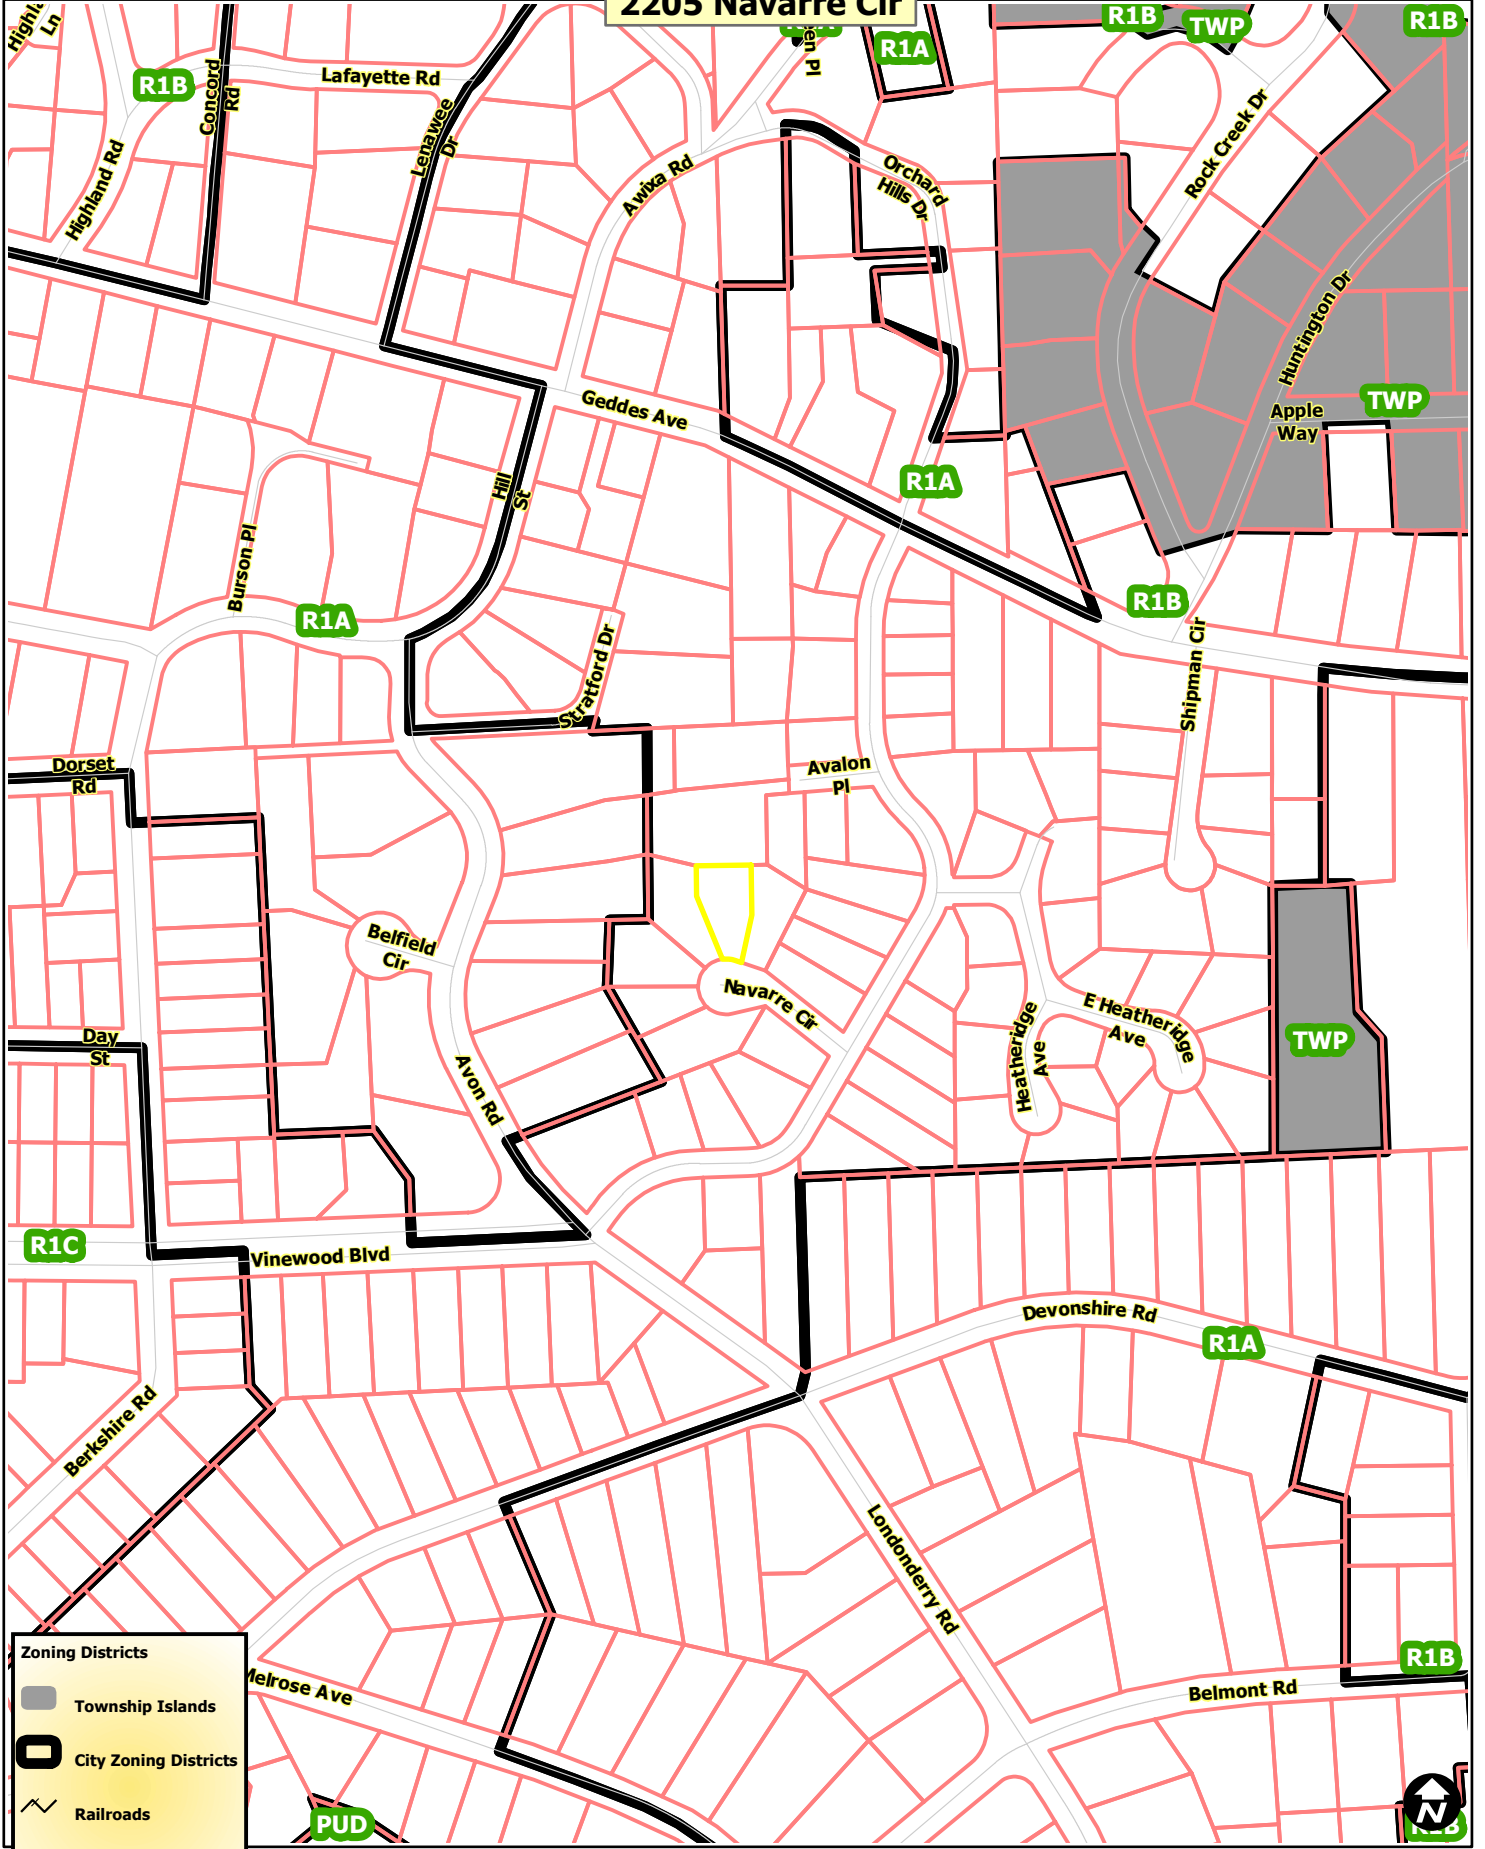 2205 Navarre Cir
Highla
Ln
R1B
TWP
R1B
en Pl
R1A
Lafayette Rd
R1B
Concord
Rd
Lenawee
Dr
Rock Creek Dr
Highland Rd
Awixa Rd
Orchard
Hills Dr
Huntington Dr
Geddes Ave
TWP
Apple
Way
Hill
St
R1A
Burson Pl
R1B
R1A
Shipman Cir
Stratford Dr
Dorset
Rd
Avalon
Pl
Belfield
Cir
Navarre Cir
E Heatheridge
Ave
Heatheridge
Ave
TWP
Day
St
Avon Rd
R1C
Vinewood Blvd
Devonshire Rd
R1A
Berkshire Rd
Londonderry Rd
R1B
Zoning Districts
Melrose Ave
Belmont Rd
Township Islands
City Zoning Districts
Railroads
PUD
N
R1B